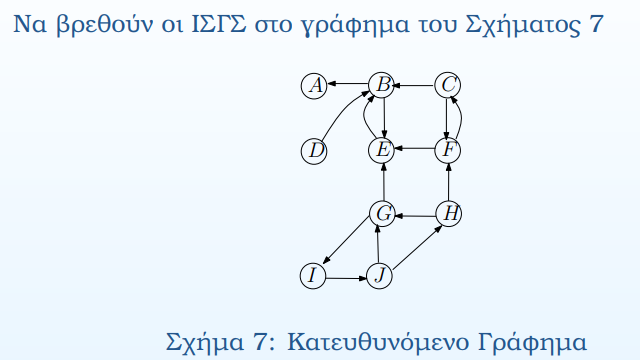 Να βρεθούν οι ΙΣΓΣ στο γράφημα του Σχήματος 7
A B C
D E F
G H
I J
Σχήμα 7: Κατευθυνόμενο Γράφημα